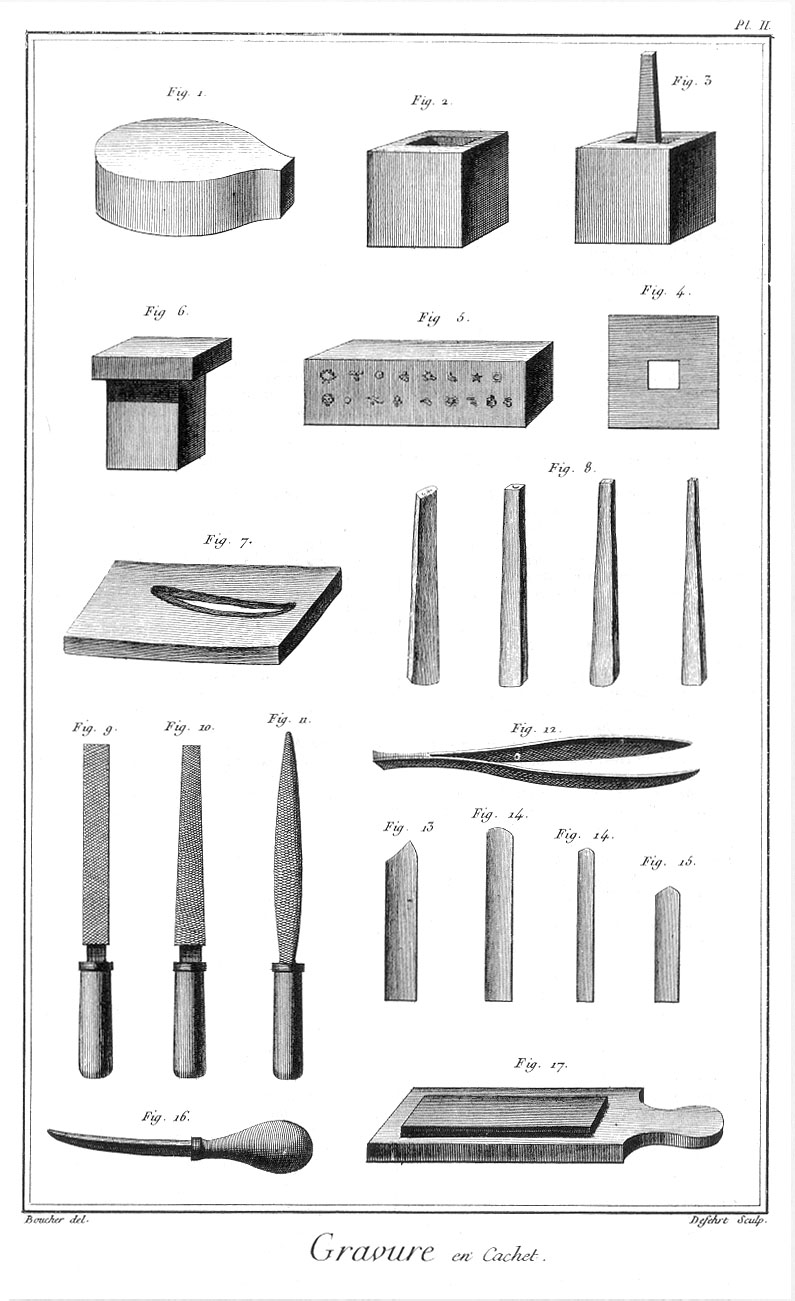 Pl. II.
Fig. 1.
Fig. 2.
Fig. 3
Fig. 6.
Fig. 5.
Fig. 4.
Fig. 8.
Fig. 7.
Fig. 9.
Fig. 10.
Fig. 11.
Fig. 12.
Fig. 13
Fig. 14.
Fig. 14.
Fig. 15.
Fig. 16.
Fig. 17.
Boucher del.
Defehrt Sculp.
Gravure en Cachet.